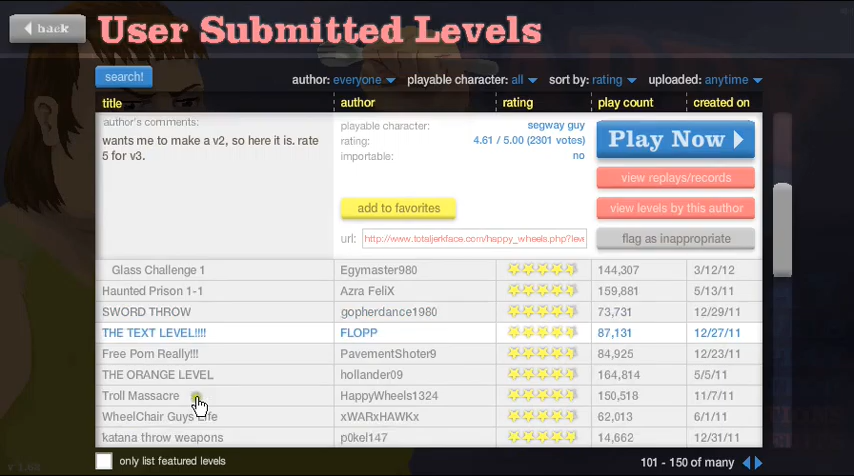 back
User Submitted Levels
search!
author: everyone playable character: all sort by: rating uploaded: anytime
title author rating play count created on
author's comments:
wants me to make a v2, so here it is. rate
5 for v3.
playable character: segway guy
rating: 4.61 / 5.00 (2301 votes)
importable: no
add to favorites
url: http://www.totaljerkface.com/happy_wheels.php?lev
Play Now
view replays/records
view levels by this author
flag as inappropriate
Glass Challenge 1 Egymaster980 144,307 3/12/12
Haunted Prison 1-1 Azra FeliX 159,881 5/13/11
SWORD THROW gopherdance1980 73,731 12/29/11
THE TEXT LEVEL!!!! FLOPP 87,131 12/27/11
Free Porn Really!!! PavementShoter9 84,925 12/23/11
THE ORANGE LEVEL hollander09 164,814 5/5/11
Troll Massacre HappyWheels1324 150,518 11/7/11
WheelChair Guys Life xWARxHAWKx 62,013 6/1/11
katana throw weapons p0kel147 14,662 12/31/11
only list featured levels 101 - 150 of many